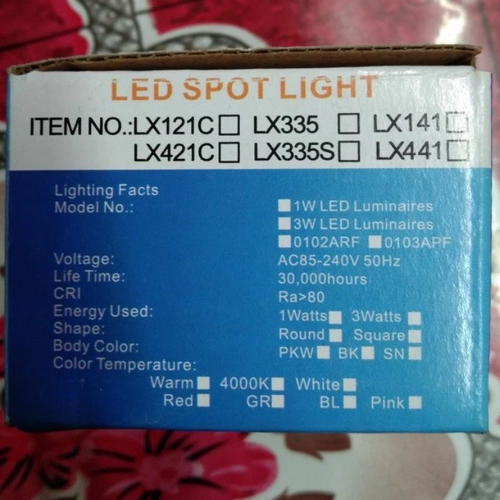 LED SPOT LIGHT
ITEM NO.:LX121C□ LX335 □ LX141□
LX421C□ LX335S□ LX441□
Lighting Facts
Model No.: ■1W LED Luminaires
■3W LED Luminaires
■0102ARF ■0103APF
Voltage: AC85-240V 50Hz
Life Time: 30,000hours
CRI Ra>80
Energy Used: 1Watts■ 3Watts■
Shape: Round■ Square■
Body Color: PKW■ BK■ SN■
Color Temperature:
Warm■ 4000K■ White■
Red■ GR■ BL■ Pink■